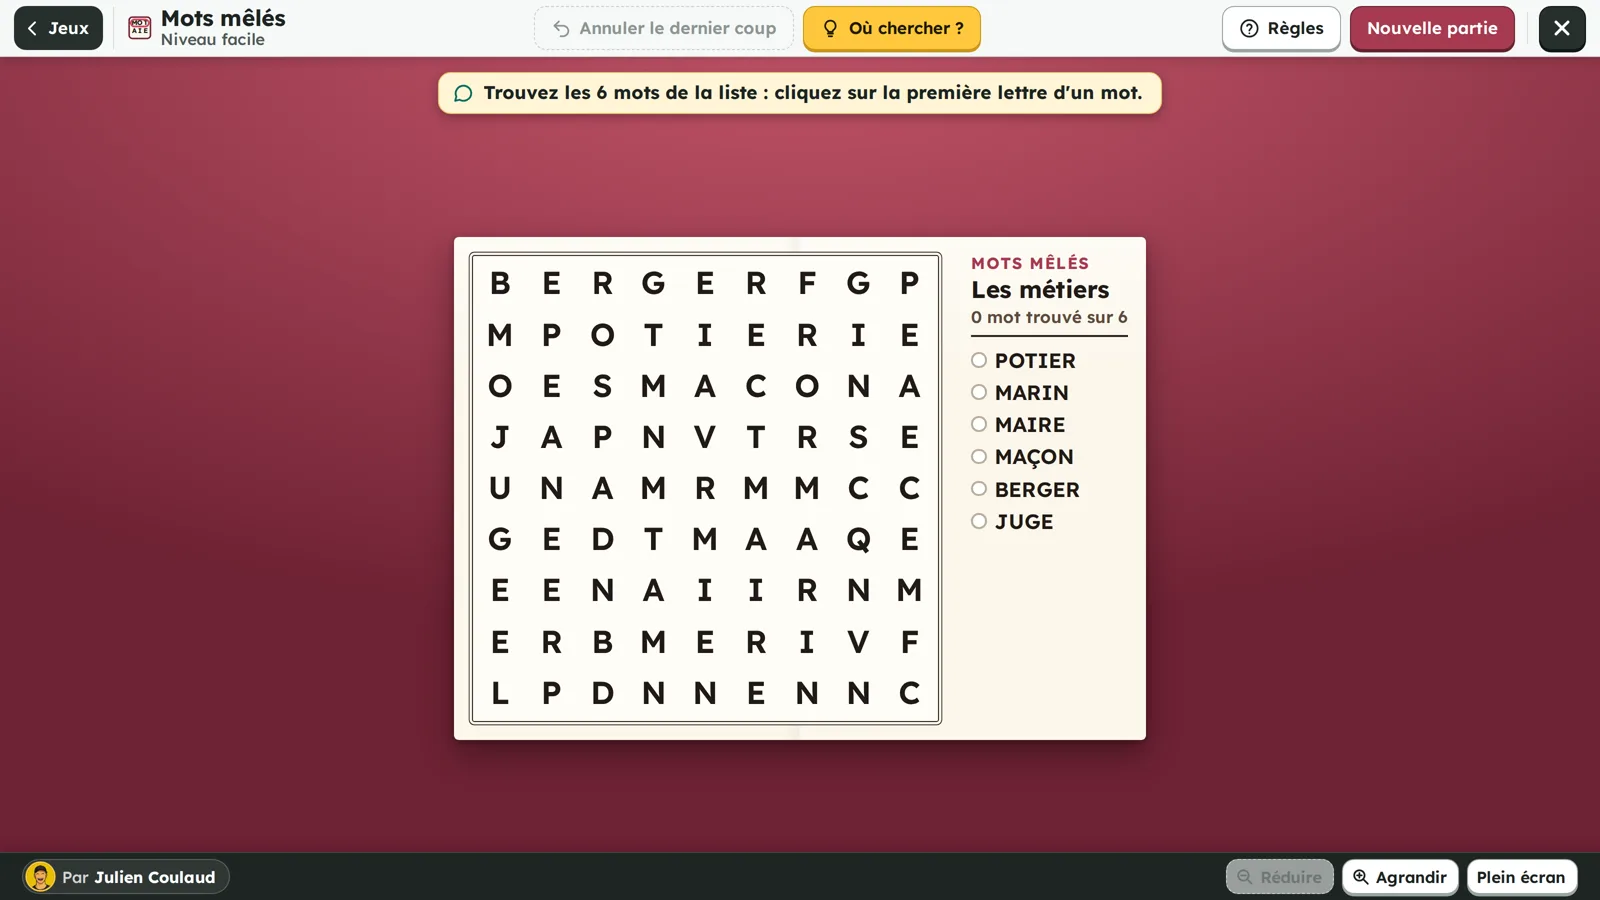 Jeux
Mots mêlés
Niveau facile
Annuler le dernier coup
Où chercher ?
Règles
Nouvelle partie
Trouvez les 6 mots de la liste : cliquez sur la première lettre d'un mot.
B E R G E R F G P
M P O T I E R I E
O E S M A C O N A
J A P N V T R S E
U N A M R M M C C
G E D T M A A Q E
E E N A I I R N M
E R B M E R I V F
L P D N N E N N C
MOTS MÊLÉS
Les métiers
0 mot trouvé sur 6
POTIER
MARIN
MAIRE
MAÇON
BERGER
JUGE
Par Julien Coulaud
Réduire
Agrandir
Plein écran